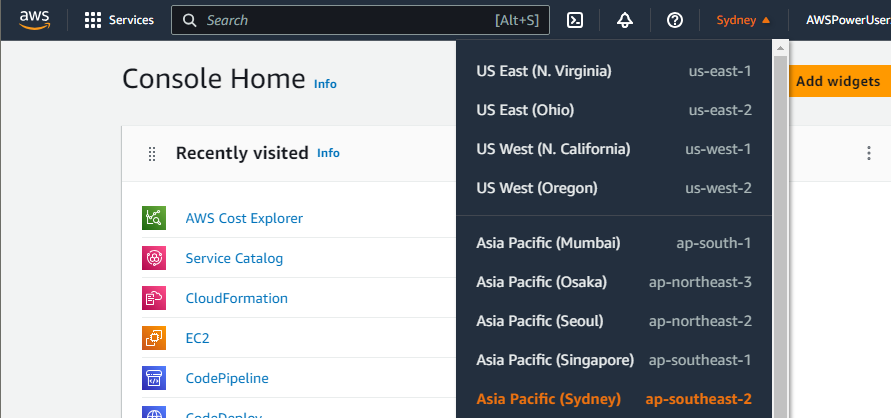 aws Services Search [Alt+S] Sydney AWSPowerUser
Console Home Info
Add widgets
Recently visited Info
AWS Cost Explorer
Service Catalog
CloudFormation
EC2
CodePipeline
CodeDeploy
US East (N. Virginia) us-east-1
US East (Ohio) us-east-2
US West (N. California) us-west-1
US West (Oregon) us-west-2
Asia Pacific (Mumbai) ap-south-1
Asia Pacific (Osaka) ap-northeast-3
Asia Pacific (Seoul) ap-northeast-2
Asia Pacific (Singapore) ap-southeast-1
Asia Pacific (Sydney) ap-southeast-2